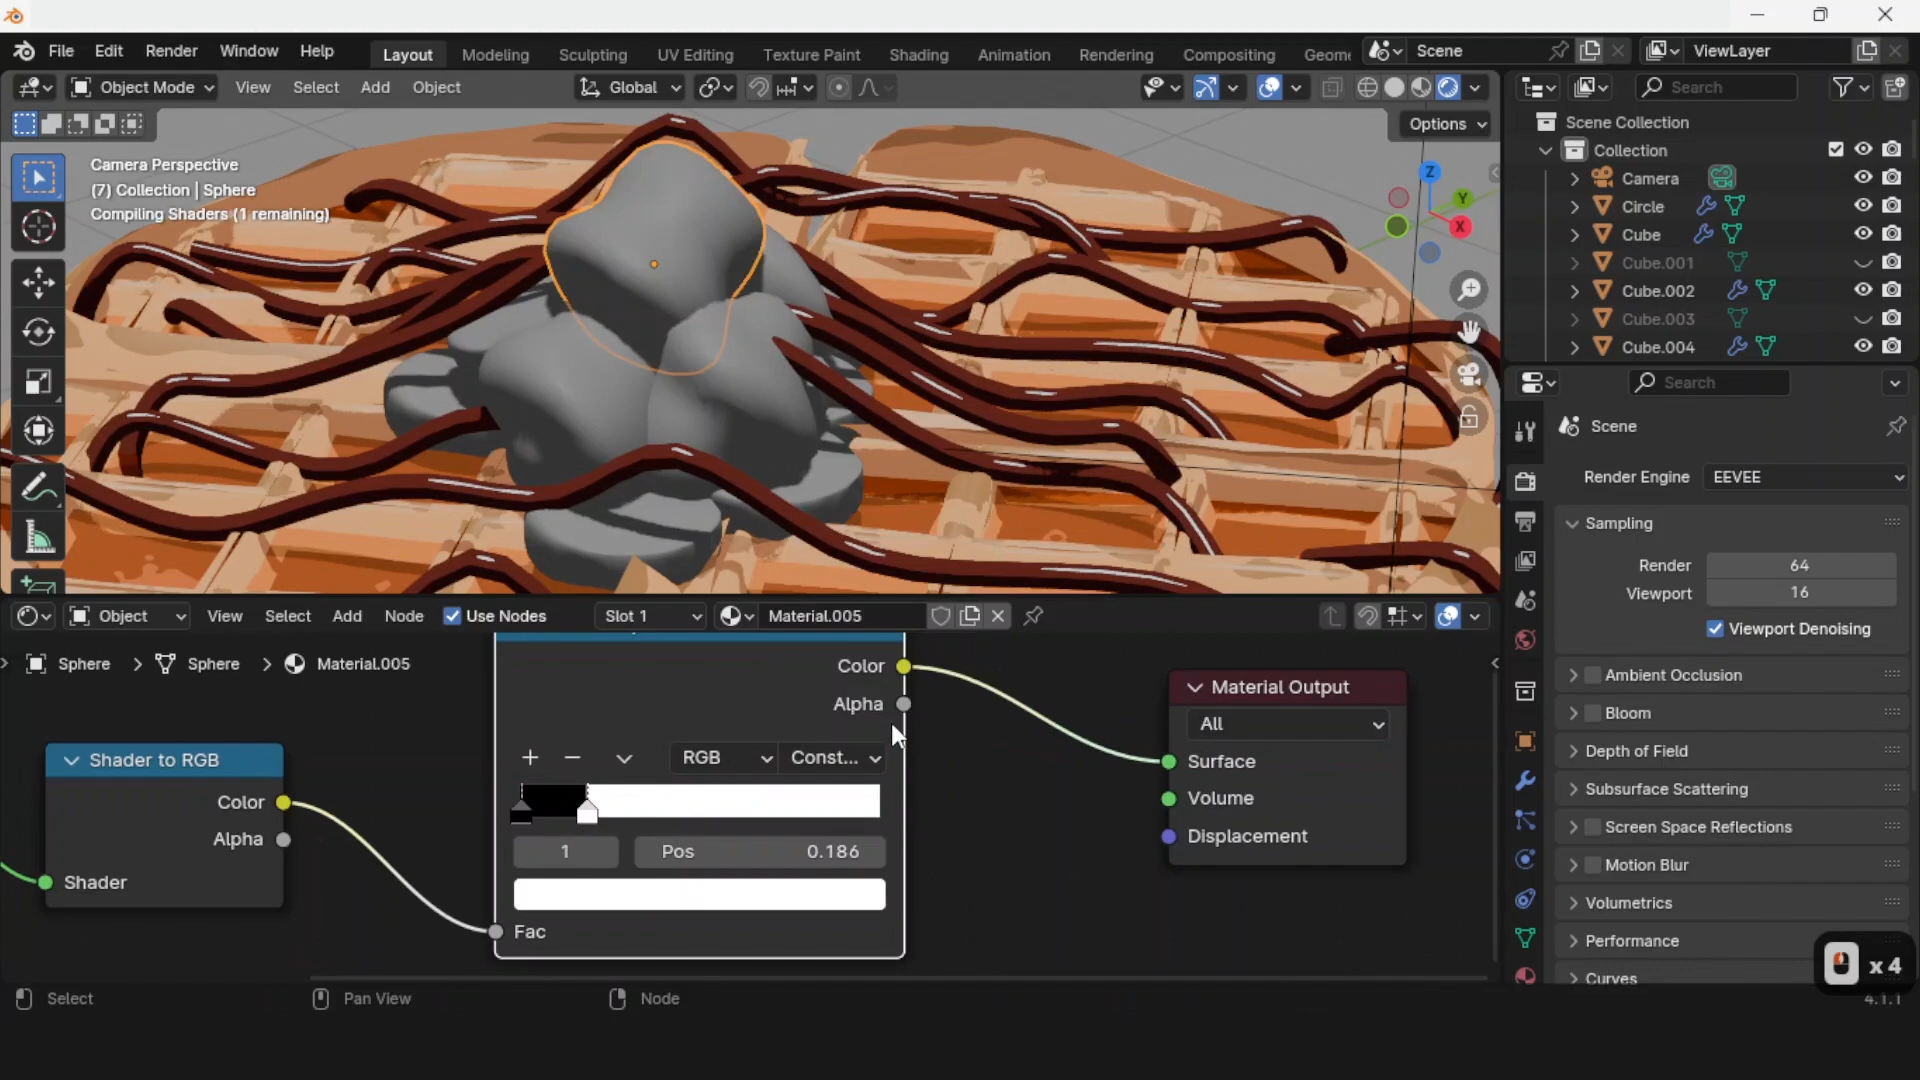 File Edit Render Window Help Layout Modeling Sculpting UV Editing Texture Paint Shading Animation Rendering Compositing Geome Scene ViewLayer
Object Mode View Select Add Object Global
Search
Options
Camera Perspective
(7) Collection | Sphere
Compiling Shaders (1 remaining)
Z
Y
X
Scene Collection
Collection
Camera
Circle
Cube
Cube.001
Cube.002
Cube.003
Cube.004
Search
Scene
Render Engine EEVEE
Sampling
Render 64
Viewport 16
Viewport Denoising
Ambient Occlusion
Bloom
Depth of Field
Subsurface Scattering
Screen Space Reflections
Motion Blur
Volumetrics
Performance
Curves
Object View Select Add Node Use Nodes Slot 1 Material.005
Sphere Sphere Material.005
Shader to RGB
Color
Alpha
Shader
Color
Alpha
+ − RGB Const...
1 Pos 0.186
Fac
Material Output
All
Surface
Volume
Displacement
x 4
Select Pan View Node
4.1.1